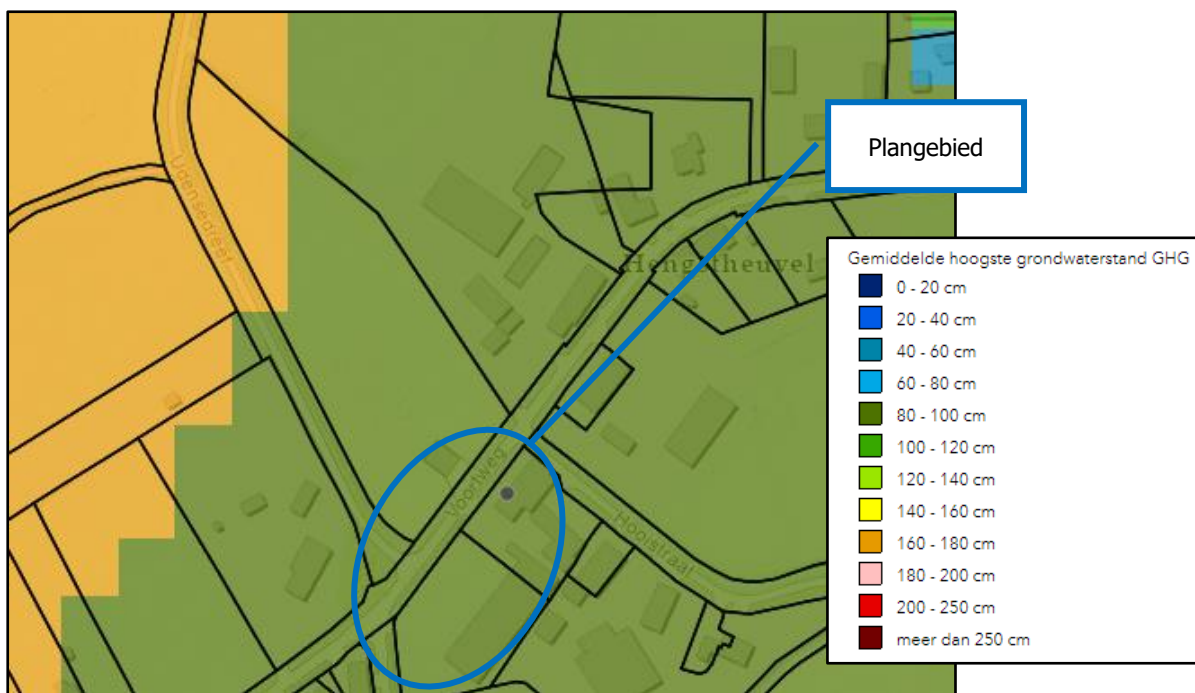 Plangebied
Udensedreef
Hengstheuvel
Voortweg
Hooistraat
Gemiddelde hoogste grondwaterstand GHG
0 - 20 cm
20 - 40 cm
40 - 60 cm
60 - 80 cm
80 - 100 cm
100 - 120 cm
120 - 140 cm
140 - 160 cm
160 - 180 cm
180 - 200 cm
200 - 250 cm
meer dan 250 cm